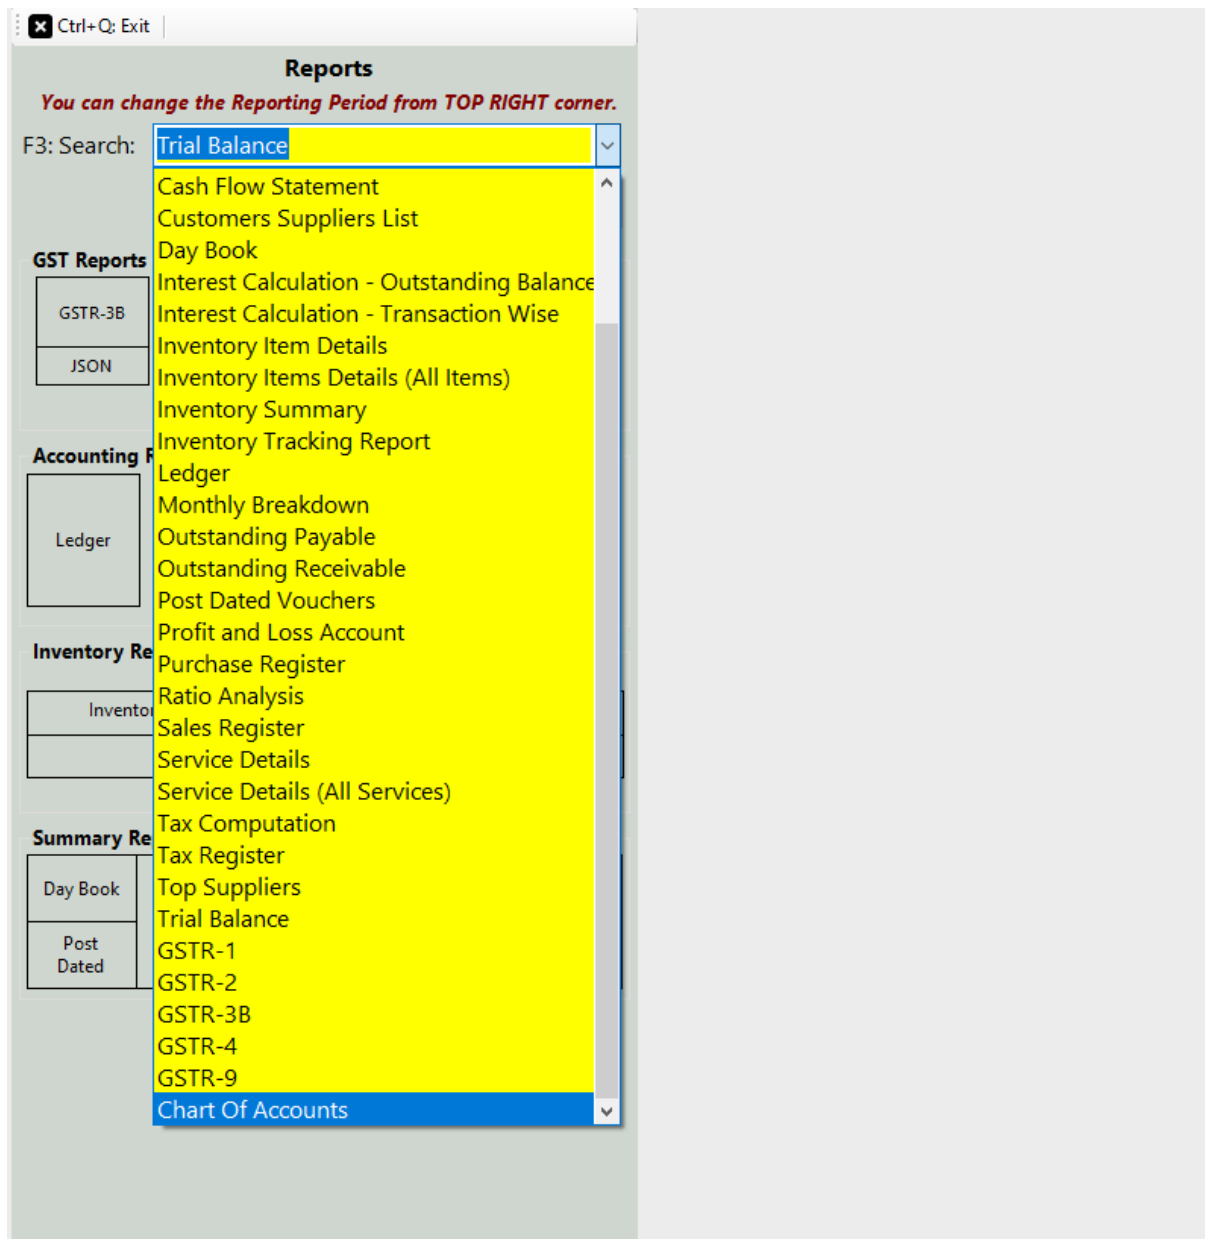 Ctrl+Q: Exit
Reports
You can change the Reporting Period from TOP RIGHT corner.
F3: Search: Trial Balance
Cash Flow Statement
Customers Suppliers List
Day Book
Interest Calculation - Outstanding Balance
Interest Calculation - Transaction Wise
Inventory Item Details
Inventory Items Details (All Items)
Inventory Summary
Inventory Tracking Report
Ledger
Monthly Breakdown
Outstanding Payable
Outstanding Receivable
Post Dated Vouchers
Profit and Loss Account
Purchase Register
Ratio Analysis
Sales Register
Service Details
Service Details (All Services)
Tax Computation
Tax Register
Top Suppliers
Trial Balance
GSTR-1
GSTR-2
GSTR-3B
GSTR-4
GSTR-9
Chart Of Accounts
GST Reports
GSTR-3B
JSON
Accounting
Ledger
Inventory Re
Invento
Summary Re
Day Book
Post
Dated